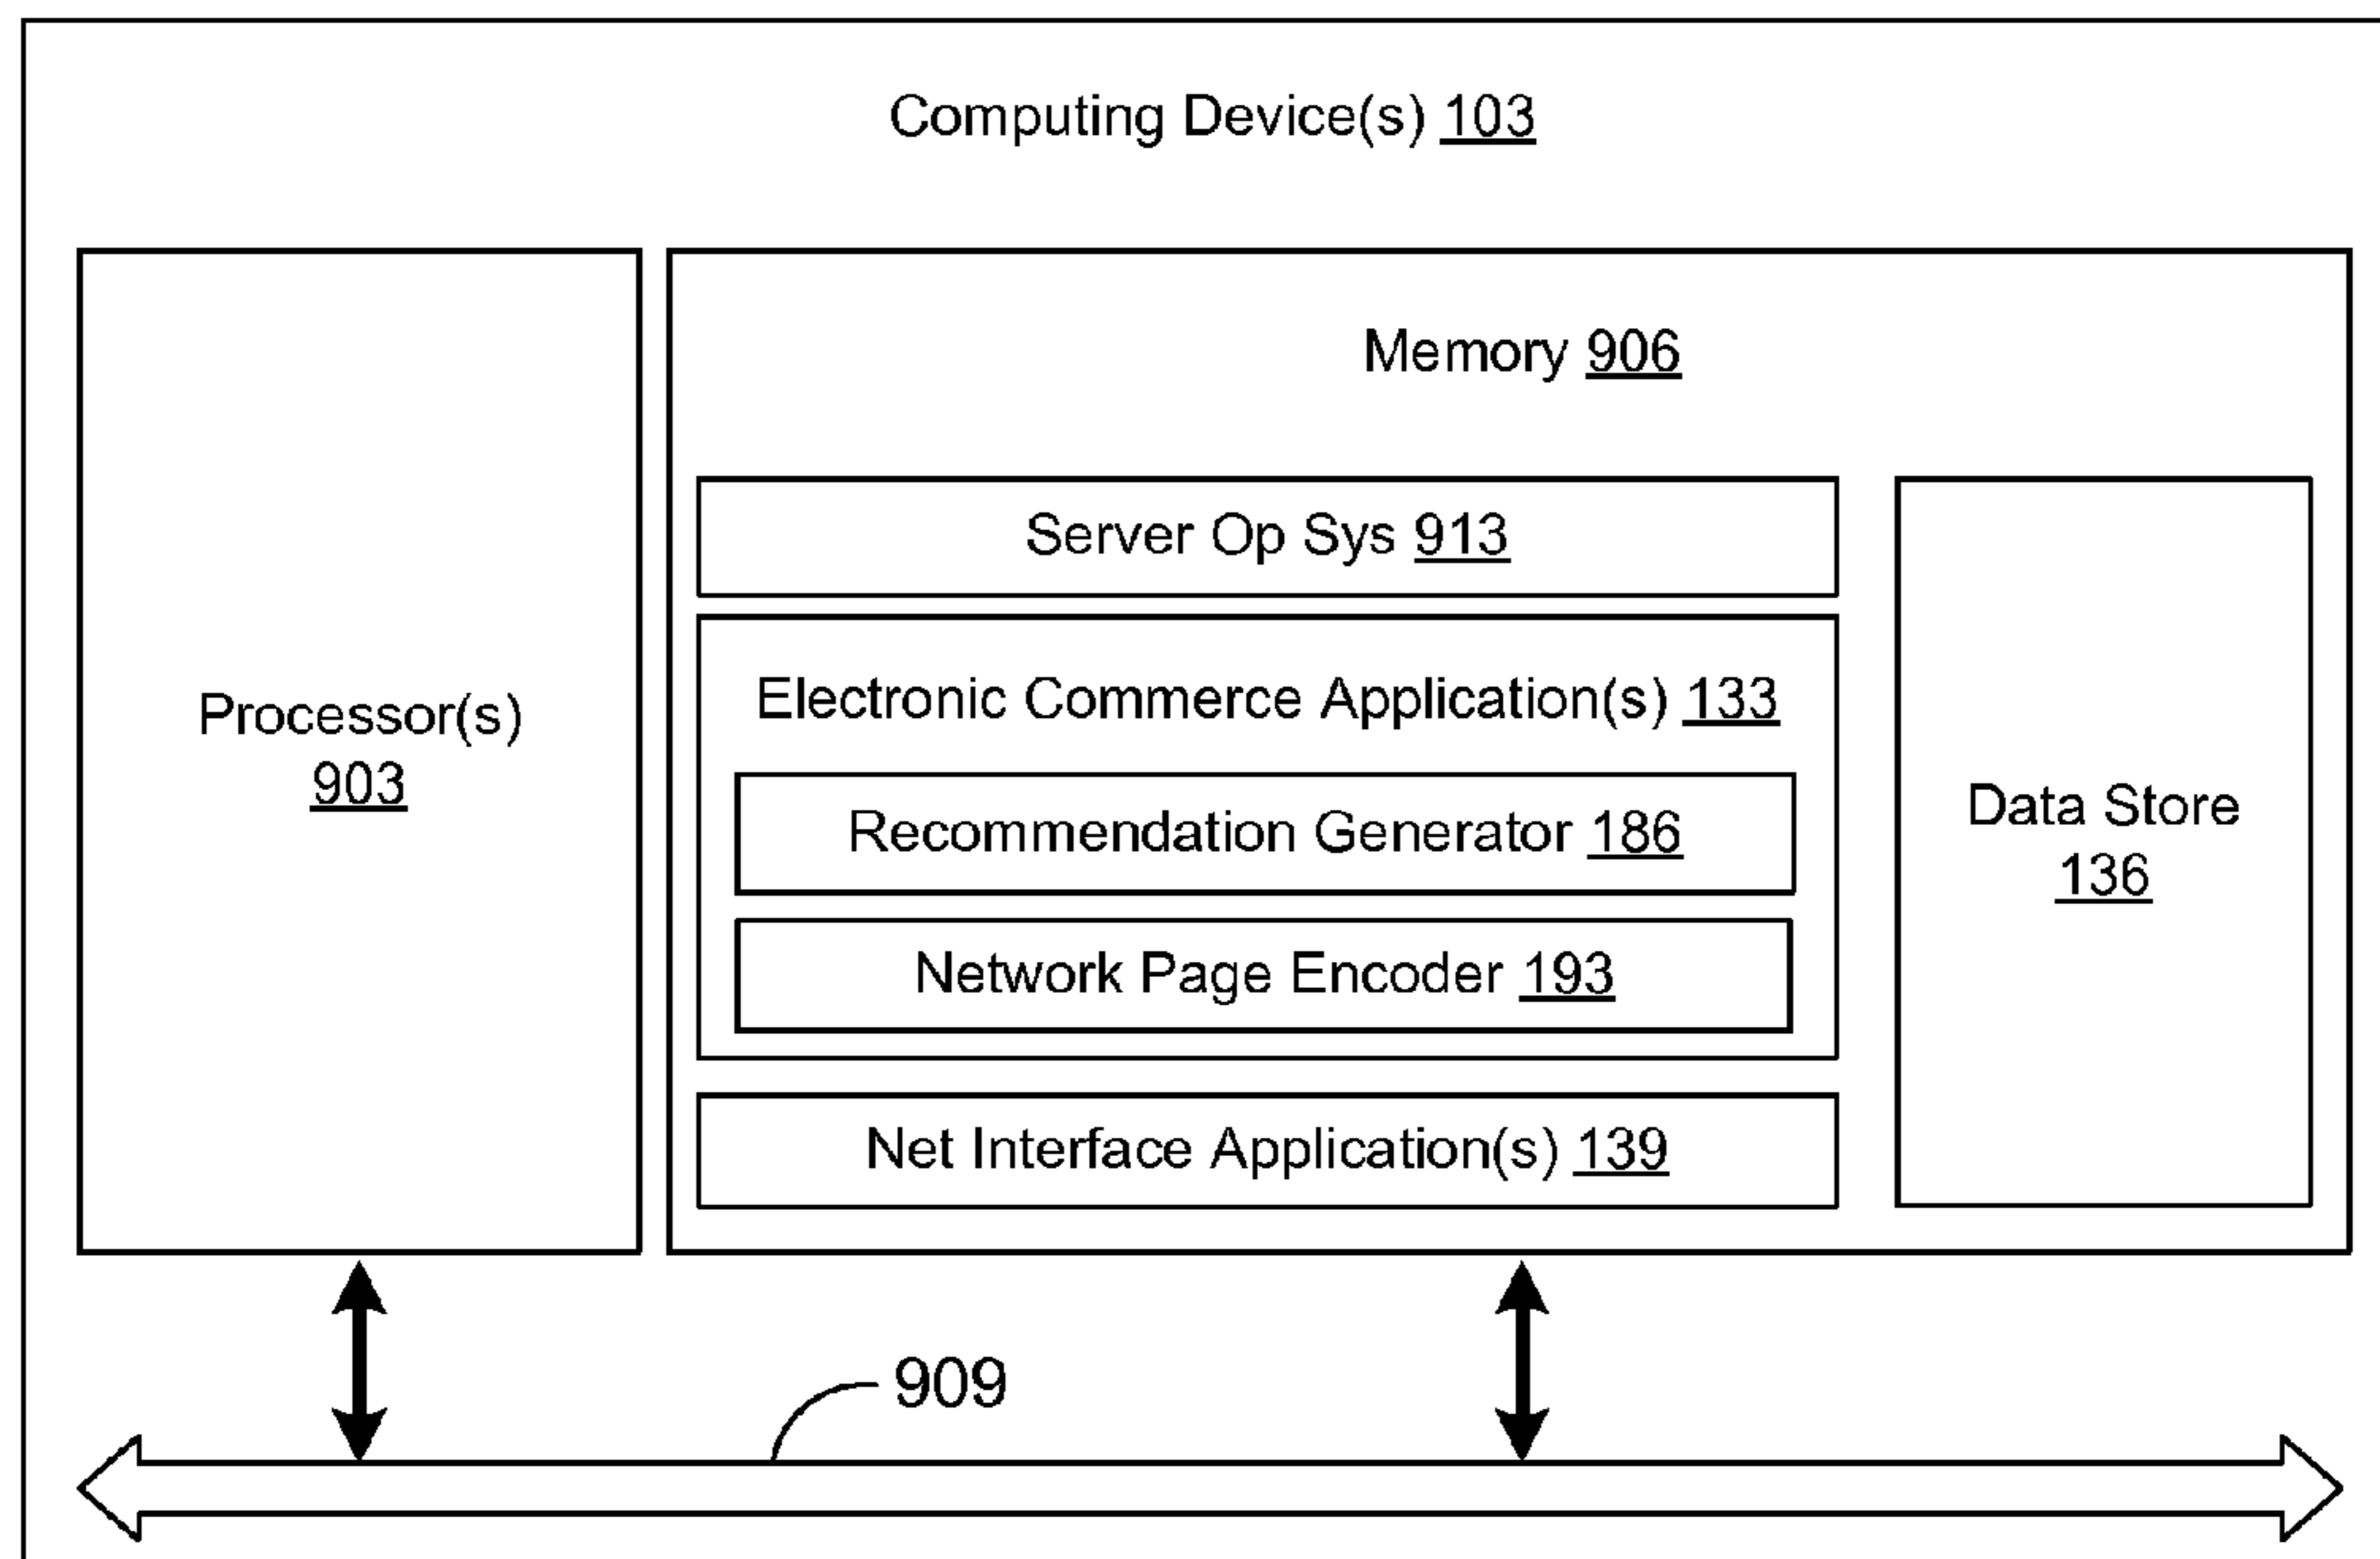 Computing Device(s) 103
Memory 906
Server Op Sys 913
Electronic Commerce Application(s) 133
Processor(s)
903
Recommendation Generator 186
Data Store
136
Network Page Encoder 193
Net Interface Application(s) 139
909